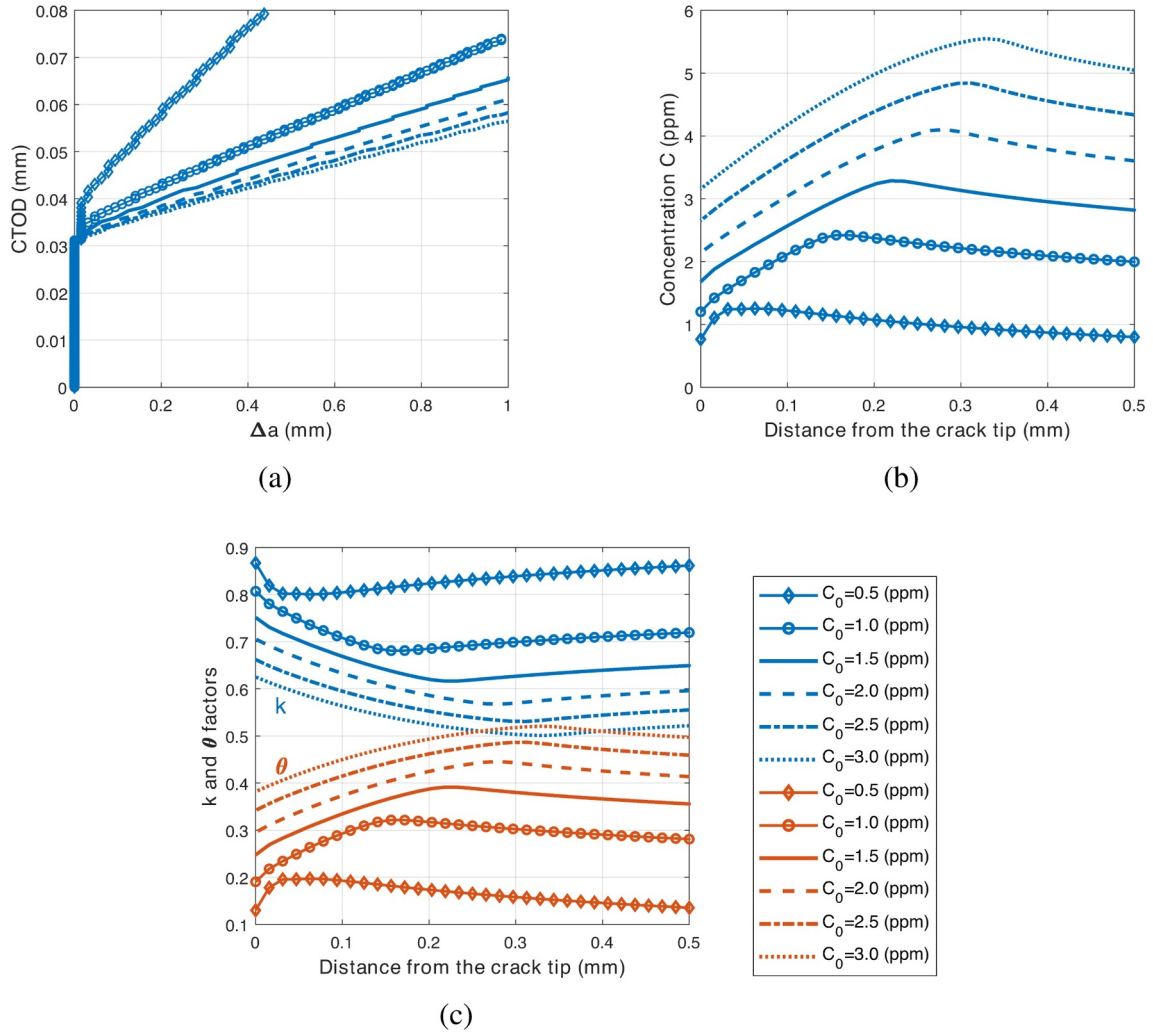 0.08
0.07
0.06
0.05
0.04
0.03
0.02
0.01
0
CTOD (mm)
0 0.2 0.4 0.6 0.8 1
Δa (mm)
(a)
6
5
4
3
2
1
0
Concentration C (ppm)
0 0.1 0.2 0.3 0.4 0.5
Distance from the crack tip (mm)
(b)
0.9
0.8
0.7
0.6
0.5
0.4
0.3
0.2
0.1
k and θ factors
k
θ
0 0.1 0.2 0.3 0.4 0.5
Distance from the crack tip (mm)
(c)
C₀=0.5 (ppm)
C₀=1.0 (ppm)
C₀=1.5 (ppm)
C₀=2.0 (ppm)
C₀=2.5 (ppm)
C₀=3.0 (ppm)
C₀=0.5 (ppm)
C₀=1.0 (ppm)
C₀=1.5 (ppm)
C₀=2.0 (ppm)
C₀=2.5 (ppm)
C₀=3.0 (ppm)